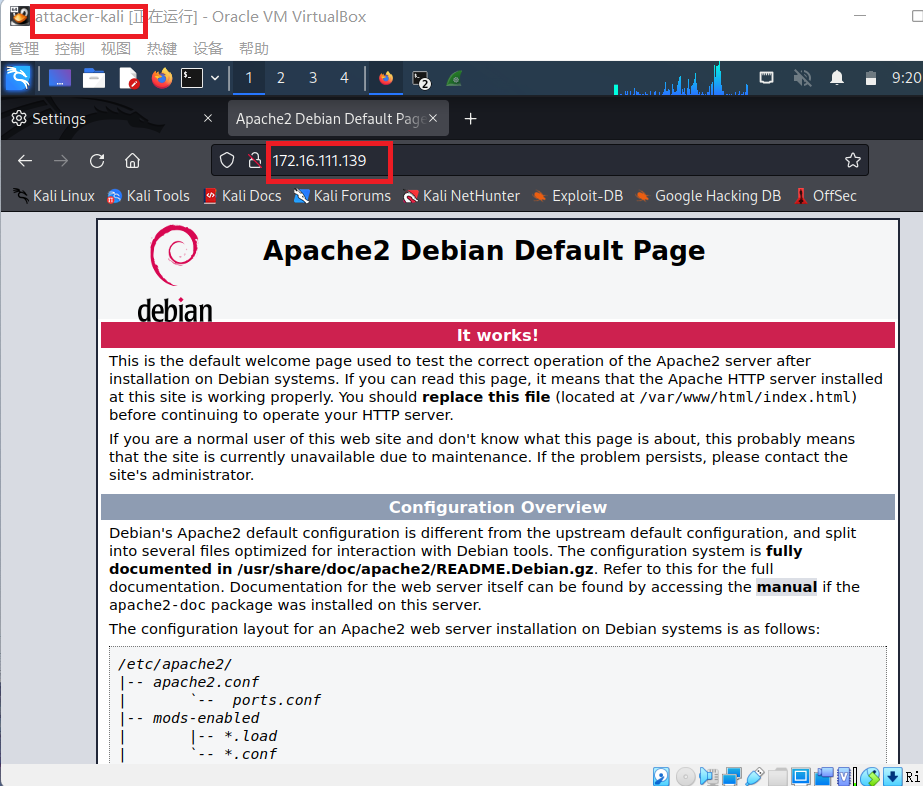 attacker-kali [正在运行] - Oracle VM VirtualBox
管理 控制 视图 热键 设备 帮助
1 2 3 4 2 9:20
Settings × Apache2 Debian Default Page × +
172.16.111.139
Kali Linux Kali Tools Kali Docs Kali Forums Kali NetHunter Exploit-DB Google Hacking DB OffSec
Apache2 Debian Default Page
debian
It works!
This is the default welcome page used to test the correct operation of the Apache2 server after
installation on Debian systems. If you can read this page, it means that the Apache HTTP server installed
at this site is working properly. You should replace this file (located at /var/www/html/index.html)
before continuing to operate your HTTP server.
If you are a normal user of this web site and don't know what this page is about, this probably means
that the site is currently unavailable due to maintenance. If the problem persists, please contact the
site's administrator.
Configuration Overview
Debian's Apache2 default configuration is different from the upstream default configuration, and split
into several files optimized for interaction with Debian tools. The configuration system is fully
documented in /usr/share/doc/apache2/README.Debian.gz. Refer to this for the full
documentation. Documentation for the web server itself can be found by accessing the manual if the
apache2-doc package was installed on this server.
The configuration layout for an Apache2 web server installation on Debian systems is as follows:
/etc/apache2/
|-- apache2.conf
|       `--  ports.conf
|-- mods-enabled
|       |-- *.load
|       `-- *.conf
Ri